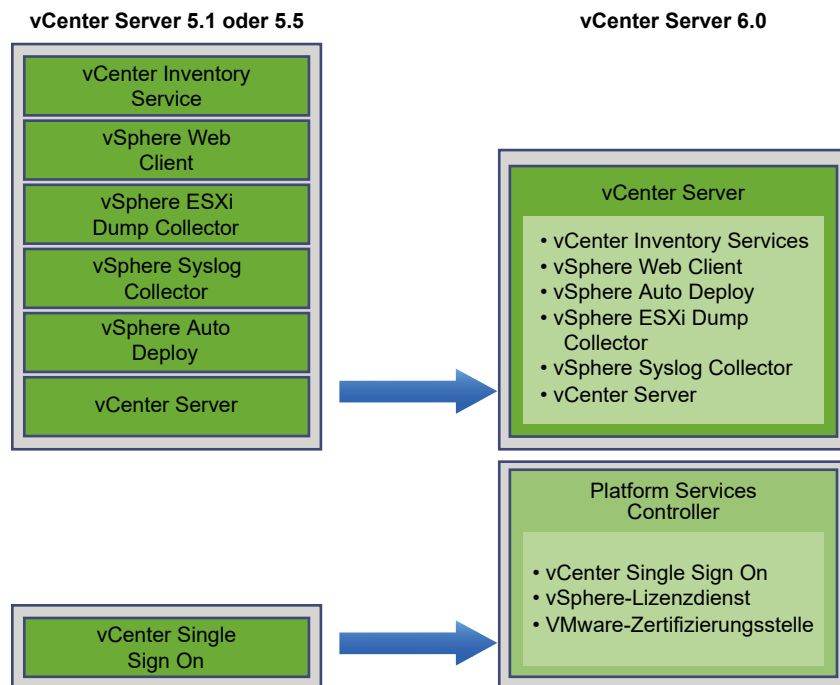 vCenter Server 5.1 oder 5.5
vCenter Inventory
Service
vSphere Web
Client
vSphere ESXi
Dump Collector
vSphere Syslog
Collector
vSphere Auto
Deploy
vCenter Server
vCenter Single
Sign On
vCenter Server 6.0
vCenter Server
• vCenter Inventory Services
• vSphere Web Client
• vSphere Auto Deploy
• vSphere ESXi Dump
Collector
• vSphere Syslog Collector
• vCenter Server
Platform Services
Controller
• vCenter Single Sign On
• vSphere-Lizenzdienst
• VMware-Zertifizierungsstelle